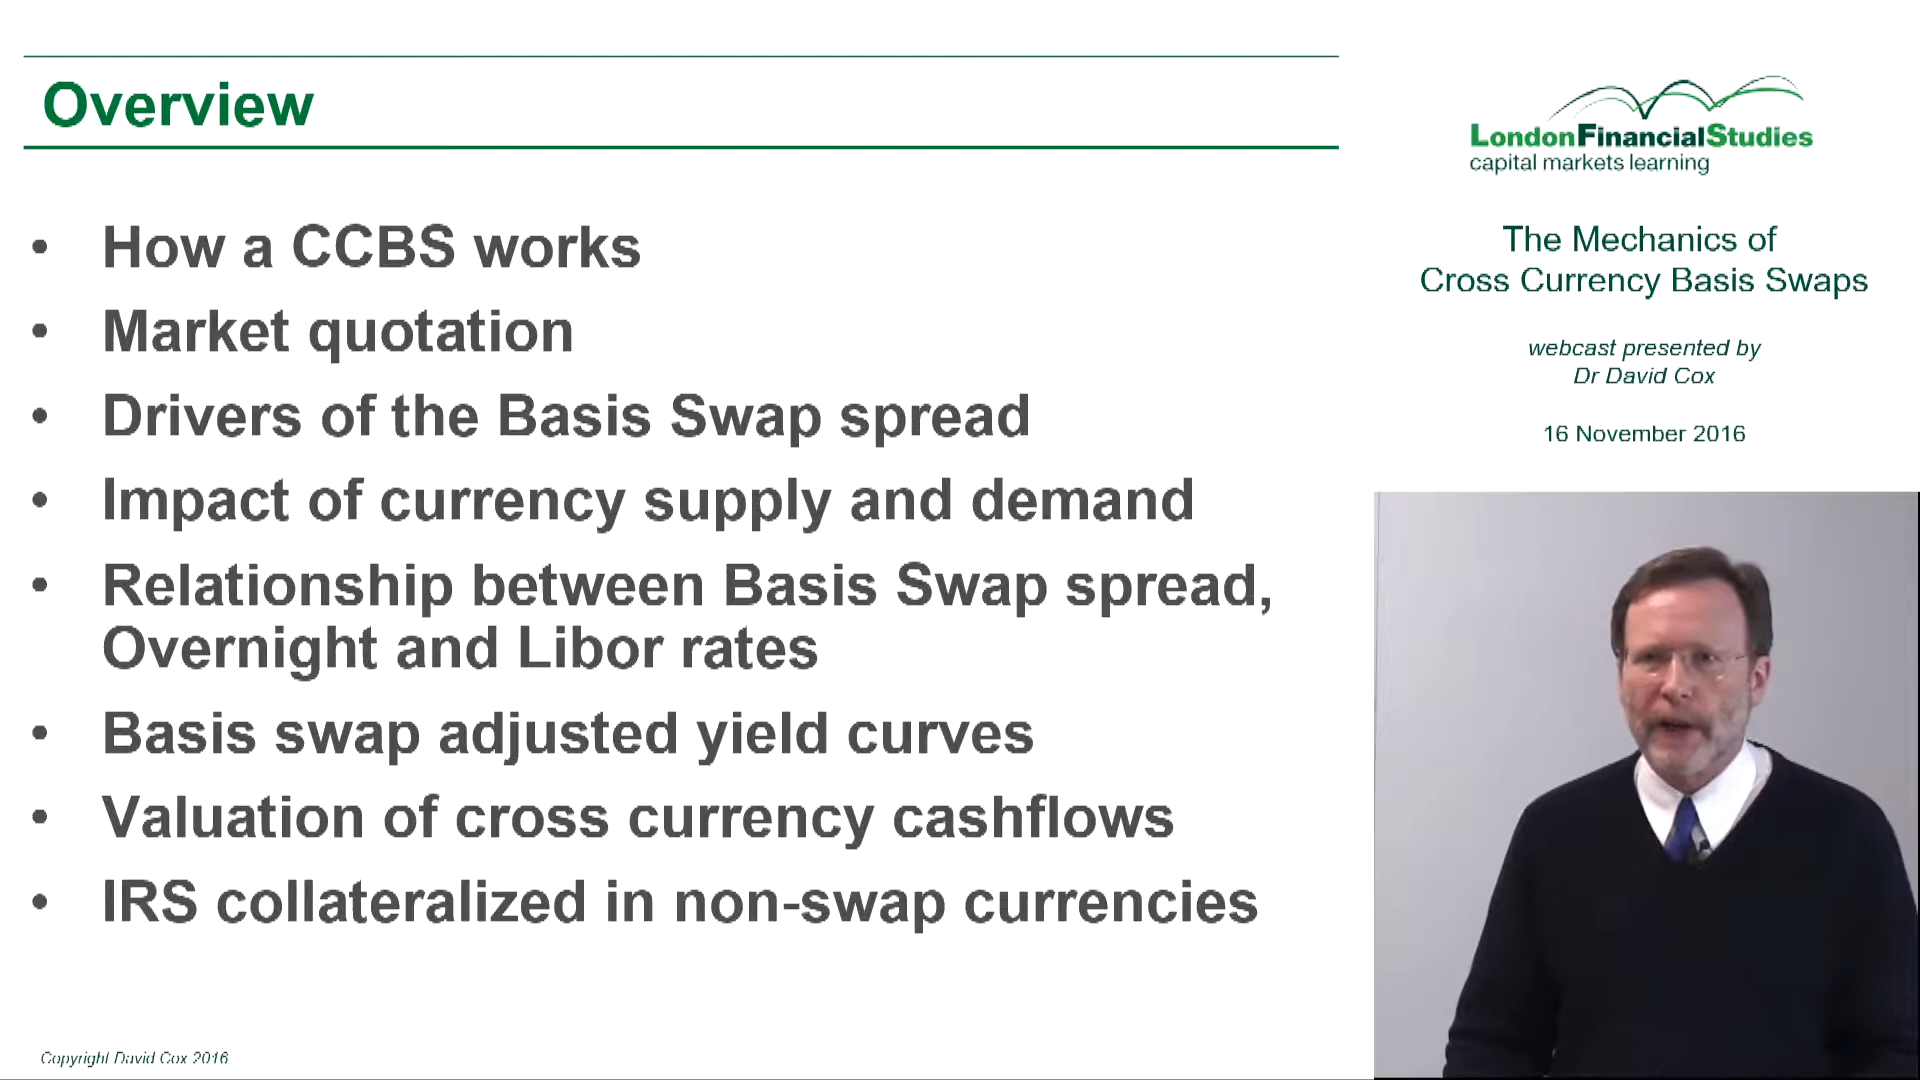 Overview
• How a CCBS works
• Market quotation
• Drivers of the Basis Swap spread
• Impact of currency supply and demand
• Relationship between Basis Swap spread,
Overnight and Libor rates
• Basis swap adjusted yield curves
• Valuation of cross currency cashflows
• IRS collateralized in non-swap currencies
Copyright David Cox 2016
LondonFinancialStudies
capital markets learning
The Mechanics of
Cross Currency Basis Swaps
webcast presented by
Dr David Cox
16 November 2016